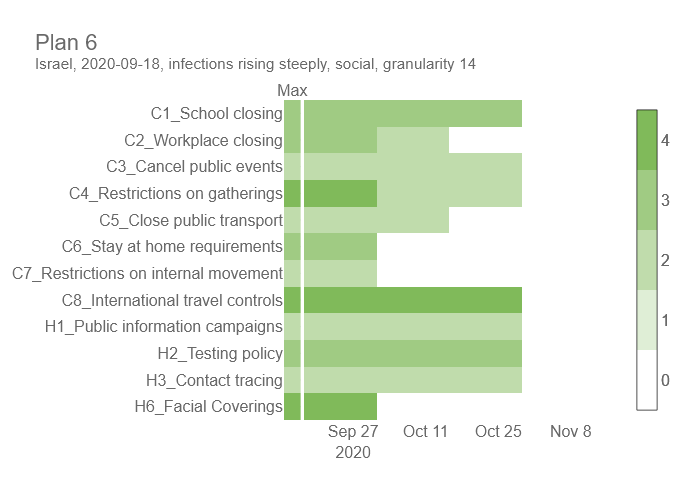 Plan 6
Israel, 2020-09-18, infections rising steeply, social, granularity 14
Max
C1_School closing
C2_Workplace closing
C3_Cancel public events
C4_Restrictions on gatherings
C5_Close public transport
C6_Stay at home requirements
C7_Restrictions on internal movement
C8_International travel controls
H1_Public information campaigns
H2_Testing policy
H3_Contact tracing
H6_Facial Coverings
Sep 27 Oct 11 Oct 25 Nov 8
2020
4
3
2
1
0